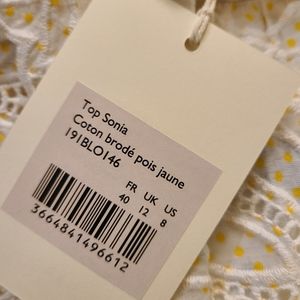 Top Sonia
Coton brodé pois jaune
191BLO146
FR UK US
40 12 8
3664841496612